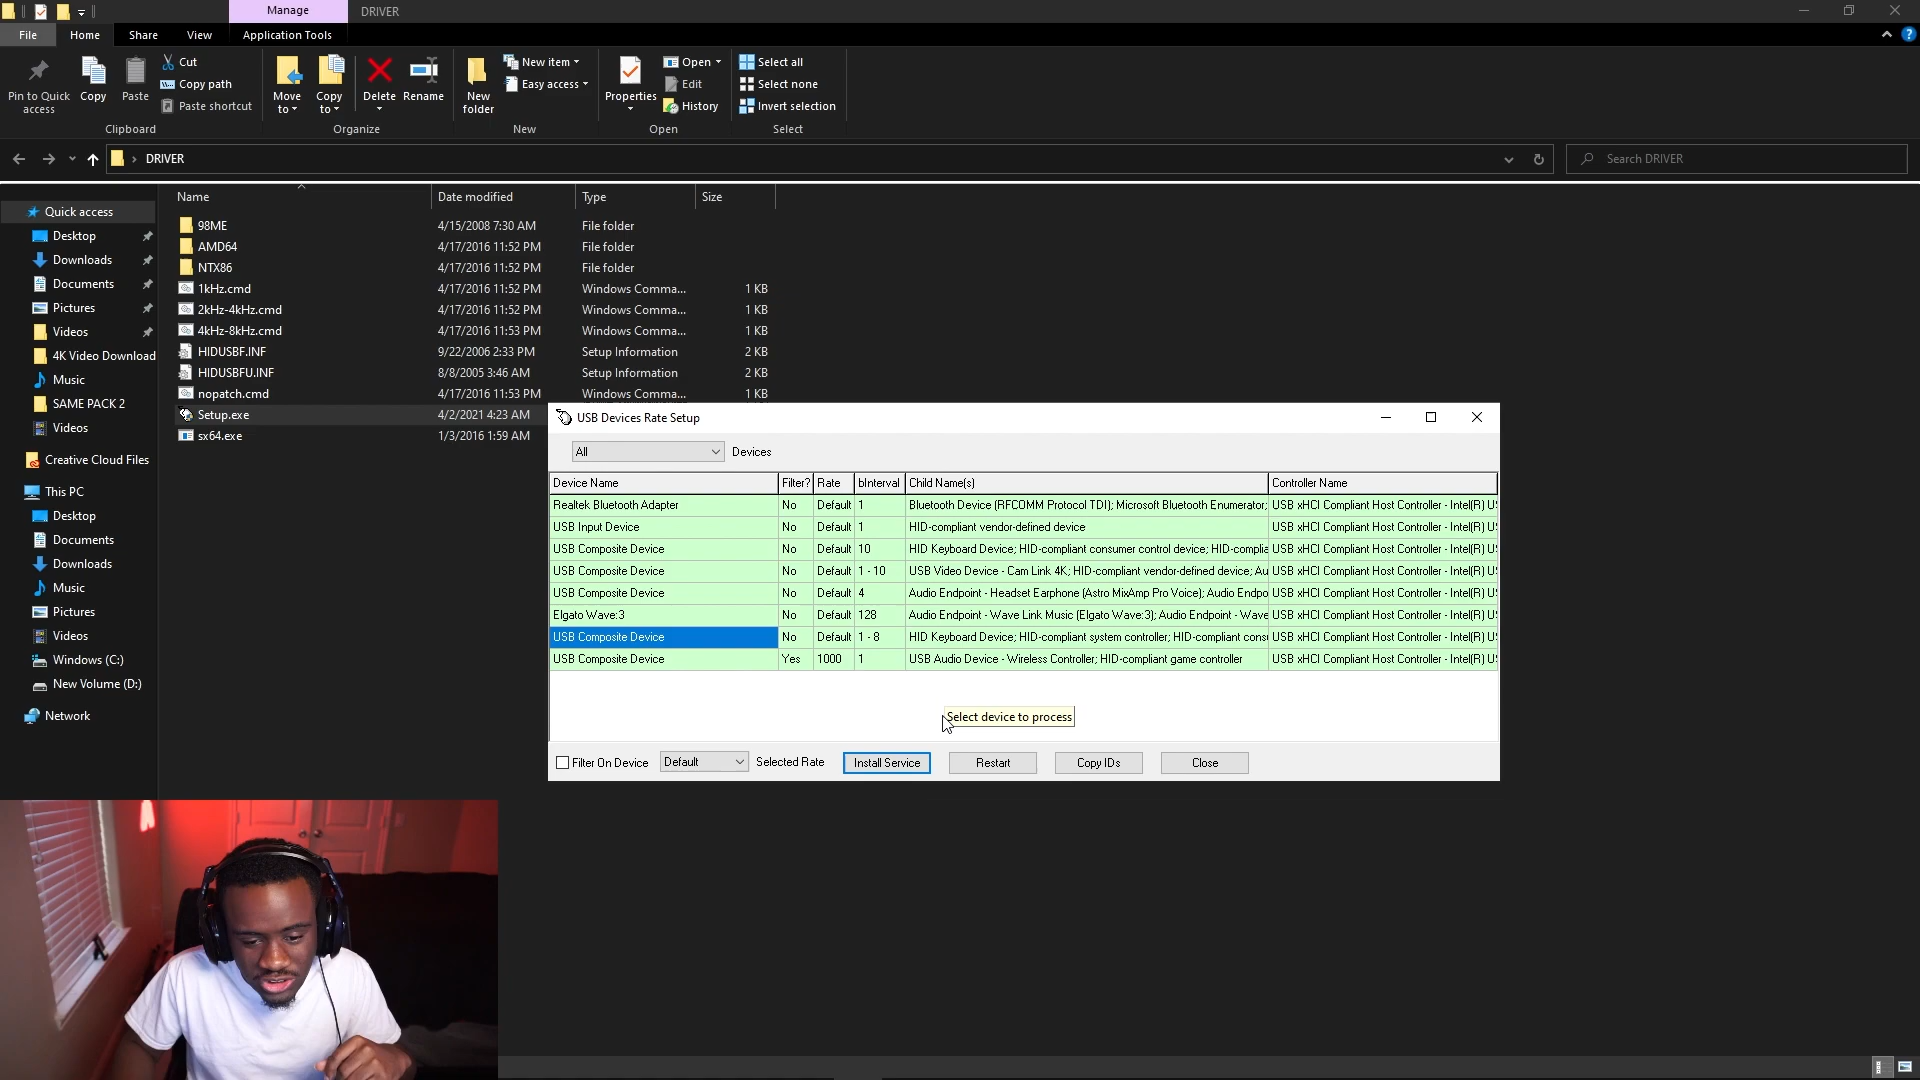 Manage
DRIVER
File
Home
Share
View
Application Tools
Pin to Quick access
Copy
Paste
Cut
Copy path
Paste shortcut
Clipboard
Move to
Copy to
Delete
Rename
Organize
New folder
New item
Easy access
New
Properties
Open
Edit
History
Open
Select all
Select none
Invert selection
Select
DRIVER
Search DRIVER
Quick access
Desktop
Downloads
Documents
Pictures
Videos
4K Video Download
Music
SAME PACK 2
Videos
Creative Cloud Files
This PC
Desktop
Documents
Downloads
Music
Pictures
Videos
Windows (C:)
New Volume (D:)
Network
Name Date modified Type Size
98ME 4/15/2008 7:30 AM File folder
AMD64 4/17/2016 11:52 PM File folder
NTX86 4/17/2016 11:52 PM File folder
1kHz.cmd 4/17/2016 11:52 PM Windows Comma... 1 KB
2kHz-4kHz.cmd 4/17/2016 11:52 PM Windows Comma... 1 KB
4kHz-8kHz.cmd 4/17/2016 11:53 PM Windows Comma... 1 KB
HIDUSBF.INF 9/22/2006 2:33 PM Setup Information 2 KB
HIDUSBFU.INF 8/8/2005 3:46 AM Setup Information 2 KB
nopatch.cmd 4/17/2016 11:53 PM Windows Comma... 1 KB
Setup.exe 4/2/2021 4:23 AM
sx64.exe 1/3/2016 1:59 AM
USB Devices Rate Setup
All Devices
Device Name Filter? Rate bInterval Child Name(s) Controller Name
Realtek Bluetooth Adapter No Default 1 Bluetooth Device (RFCOMM Protocol TDI); Microsoft Bluetooth Enumerator; USB xHCI Compliant Host Controller - Intel(R) US
USB Input Device No Default 1 HID-compliant vendor-defined device USB xHCI Compliant Host Controller - Intel(R) US
USB Composite Device No Default 10 HID Keyboard Device; HID-compliant consumer control device; HID-complia USB xHCI Compliant Host Controller - Intel(R) US
USB Composite Device No Default 1 - 10 USB Video Device - Cam Link 4K; HID-compliant vendor-defined device; Au USB xHCI Compliant Host Controller - Intel(R) US
USB Composite Device No Default 4 Audio Endpoint - Headset Earphone (Astro MixAmp Pro Voice); Audio Endpo USB xHCI Compliant Host Controller - Intel(R) US
Elgato Wave:3 No Default 128 Audio Endpoint - Wave Link Music (Elgato Wave:3); Audio Endpoint - Wave USB xHCI Compliant Host Controller - Intel(R) US
USB Composite Device No Default 1 - 8 HID Keyboard Device; HID-compliant system controller; HID-compliant cons USB xHCI Compliant Host Controller - Intel(R) US
USB Composite Device Yes 1000 1 USB Audio Device - Wireless Controller; HID-compliant game controller USB xHCI Compliant Host Controller - Intel(R) US
Select device to process
Filter On Device Default Selected Rate Install Service Restart Copy IDs Close